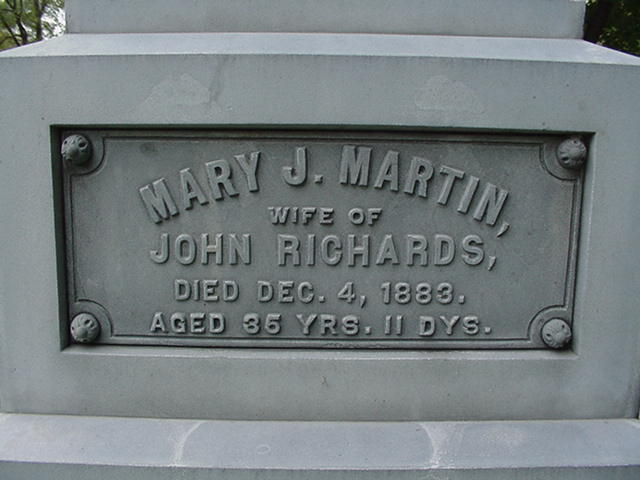 MARY J. MARTIN,
WIFE OF
JOHN RICHARDS,
DIED DEC. 4, 1883.
AGED 35 YRS. 11 DYS.